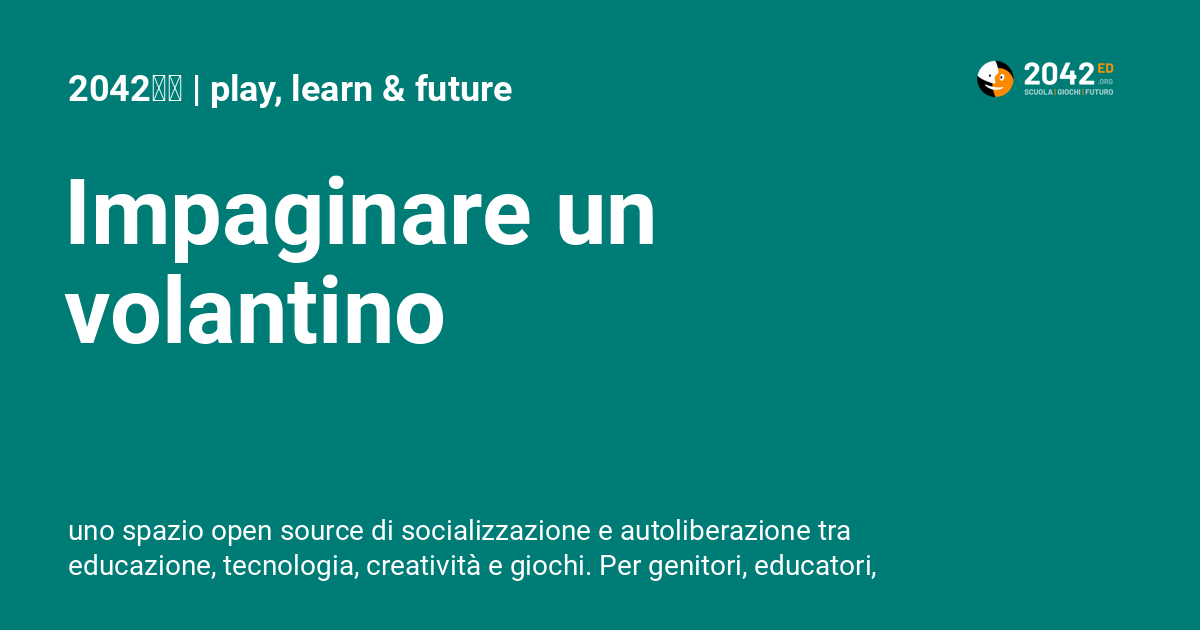 2042 | play, learn & future
2042 ED
.ORG
SCUOLA | GIOCHI | FUTURO
Impaginare un
volantino
uno spazio open source di socializzazione e autoliberazione tra
educazione, tecnologia, creatività e giochi. Per genitori, educatori,